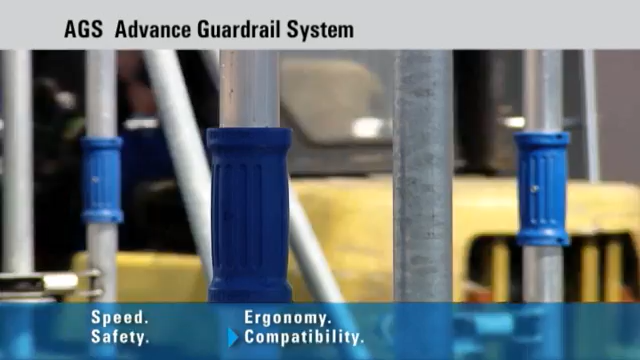 AGS Advance Guardrail System
Speed.
Safety.
Ergonomy.
Compatibility.